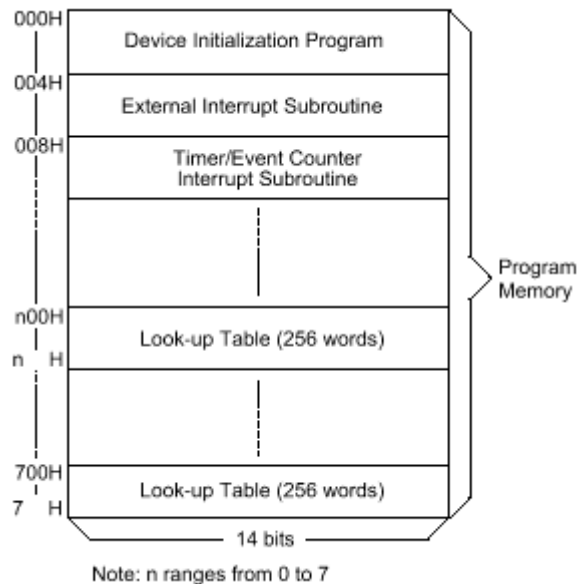 000H
Device Initialization Program
004H
External Interrupt Subroutine
008H
Timer/Event Counter
Interrupt Subroutine
Program
Memory
n00H
Look-up Table (256 words)
n H
700H
Look-up Table (256 words)
7 H
14 bits
Note: n ranges from 0 to 7